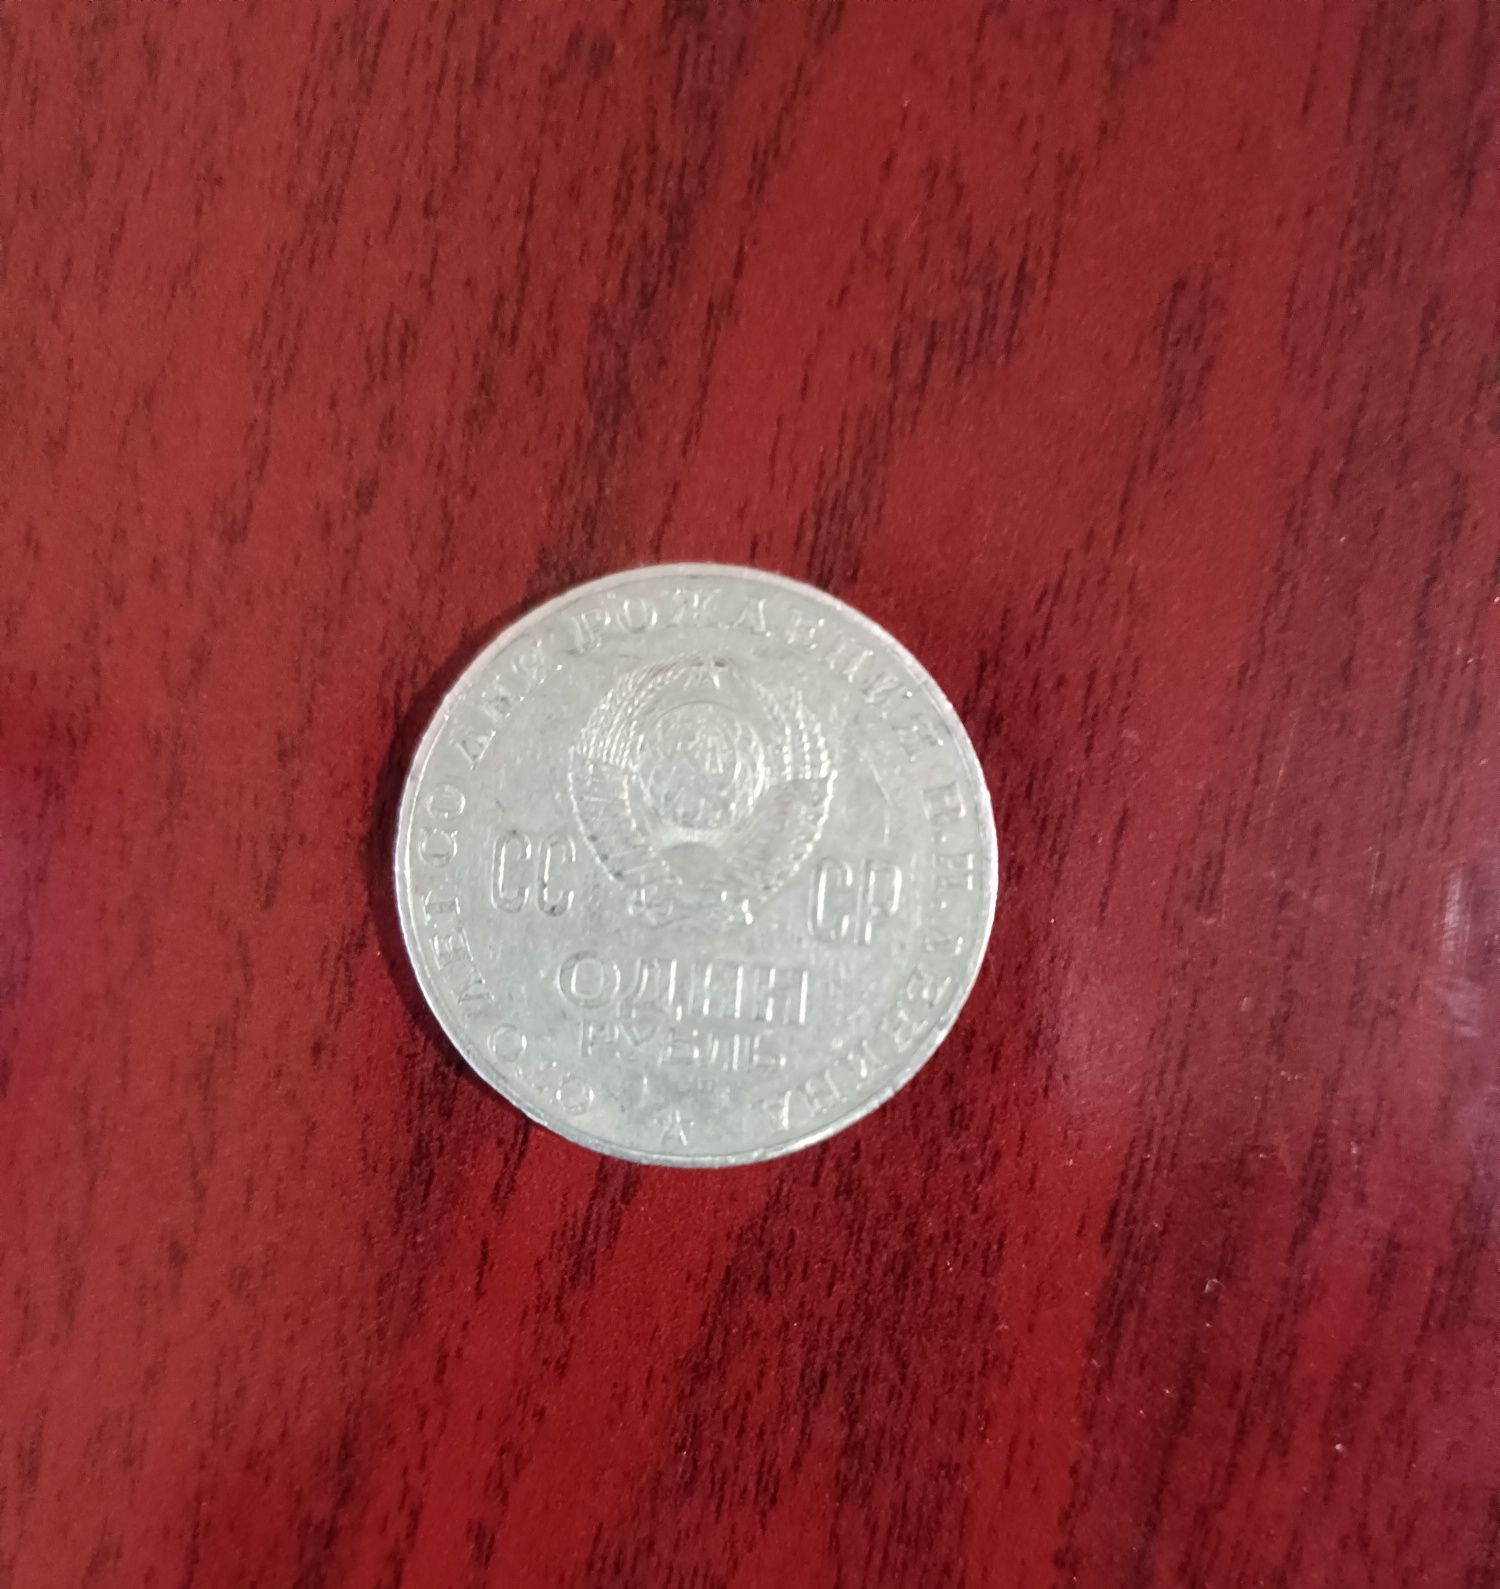 СТО ЛЕТ СО ДНЯ РОЖДЕНИЯ В.И.ЛЕНИНА
СС СР
ОДИН
РУБЛЬ